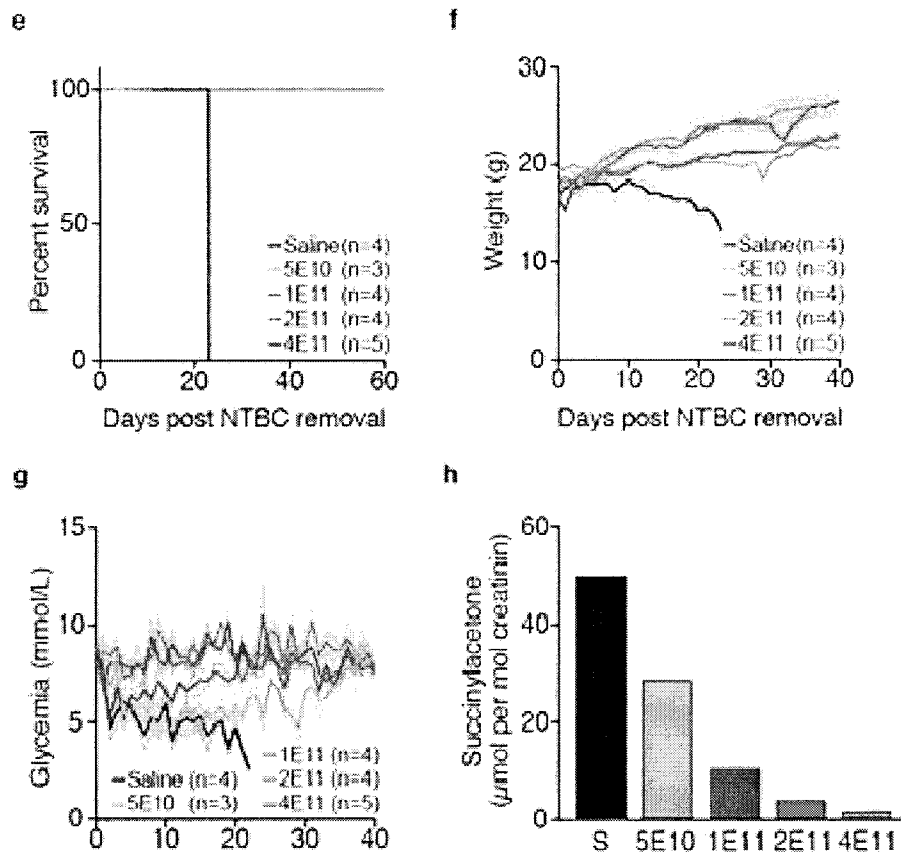 e
Percent survival
100
50
0
0 20 40 60
Days post NTBC removal
Saline (n=4)
5E10 (n=3)
1E11 (n=4)
2E11 (n=4)
4E11 (n=5)
f
Weight (g)
30
20
10
0
0 10 20 30 40
Days post NTBC removal
Saline (n=4)
5E10 (n=3)
1E11 (n=4)
2E11 (n=4)
4E11 (n=5)
g
Glycemia (mmol/L)
15
10
5
0
0 10 20 30 40
Saline (n=4)
5E10 (n=3)
1E11 (n=4)
2E11 (n=4)
4E11 (n=5)
h
Succinylacetone
(µmol per mol creatinin)
60
40
20
0
S 5E10 1E11 2E11 4E11